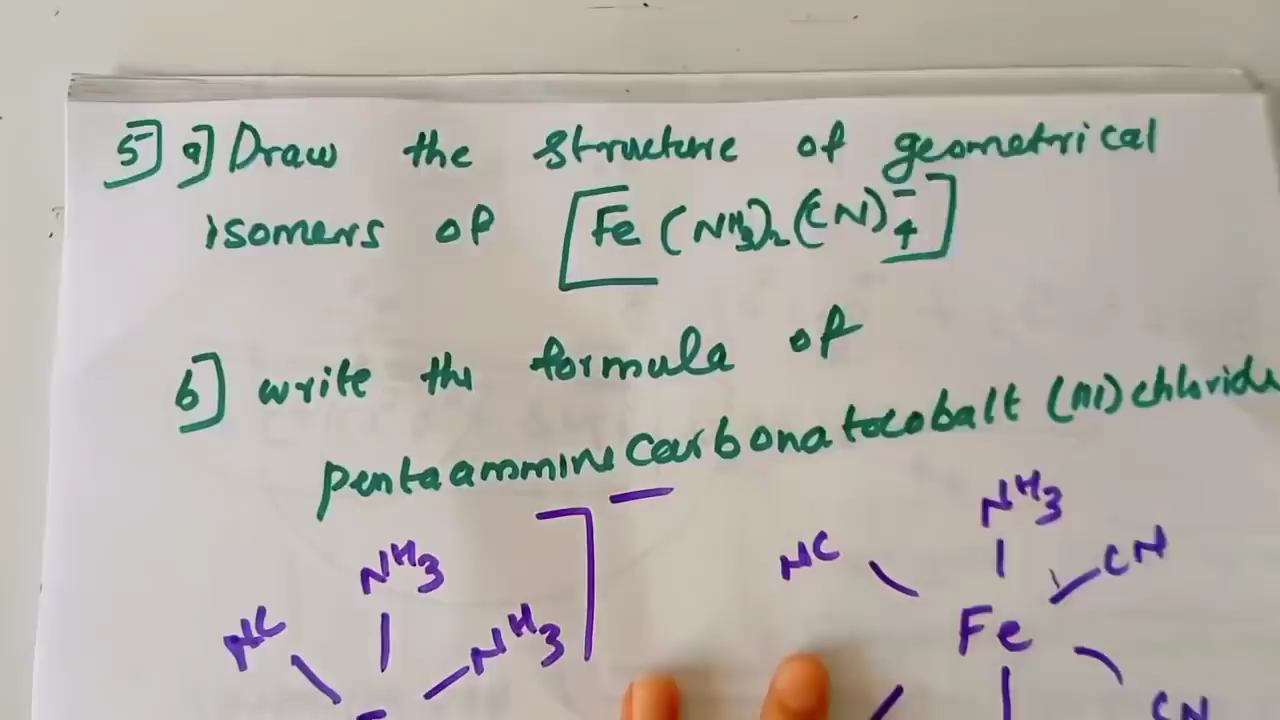 5] a] Draw the structure of geometrical
isomers of [Fe(NH3)2(CN)4-]
b] write the formula of
pentaamminecarbonatocobalt (III) chloride
NH3
NC
NH3
NH3
NC
CN
Fe
CN